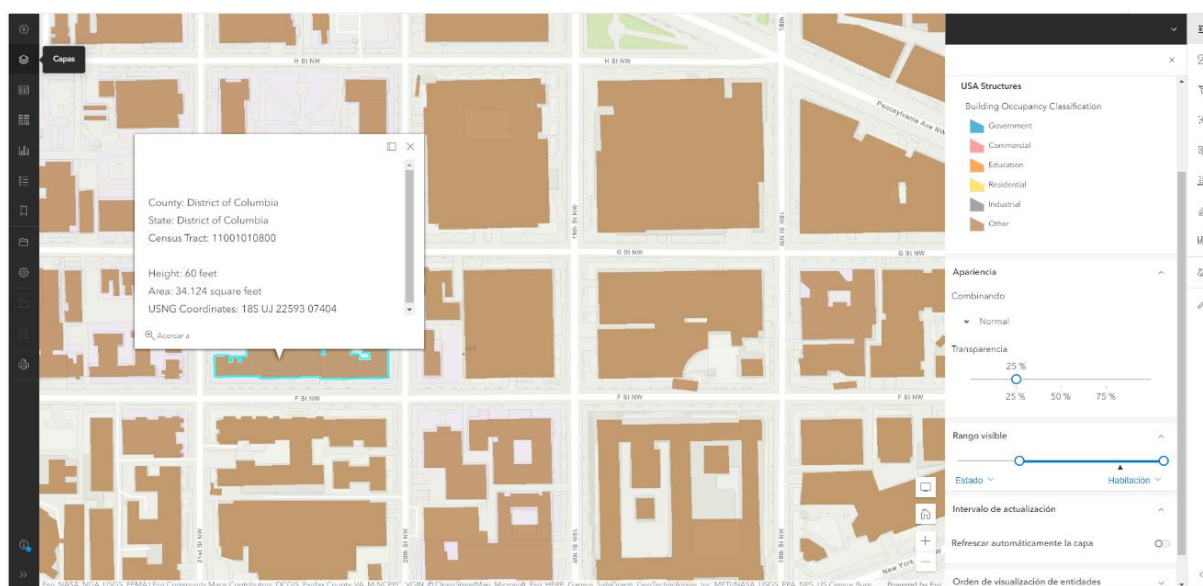 Capas
H St NW
H St NW
18th St
Pennsylvania Ave NW
County: District of Columbia
State: District of Columbia
Census Tract: 11001010800
Height: 60 feet
Area: 34.124 square feet
USNG Coordinates: 18S UJ 22593 07404
Acercar a
19th St NW
18th St NW
G St NW
G St NW
F St NW
F St NW
21st St NW
20th St NW
19th St NW
18th St NW
New York
USA Structures
Building Occupancy Classification
Government
Commercial
Education
Residential
Industrial
Other
Apariencia
Combinando
Normal
Transparencia
25 %
25 %
50 %
75 %
Rango visible
Estado
Habitación
Intervalo de actualización
Refrescar automáticamente la capa
Orden de visualización de entidades